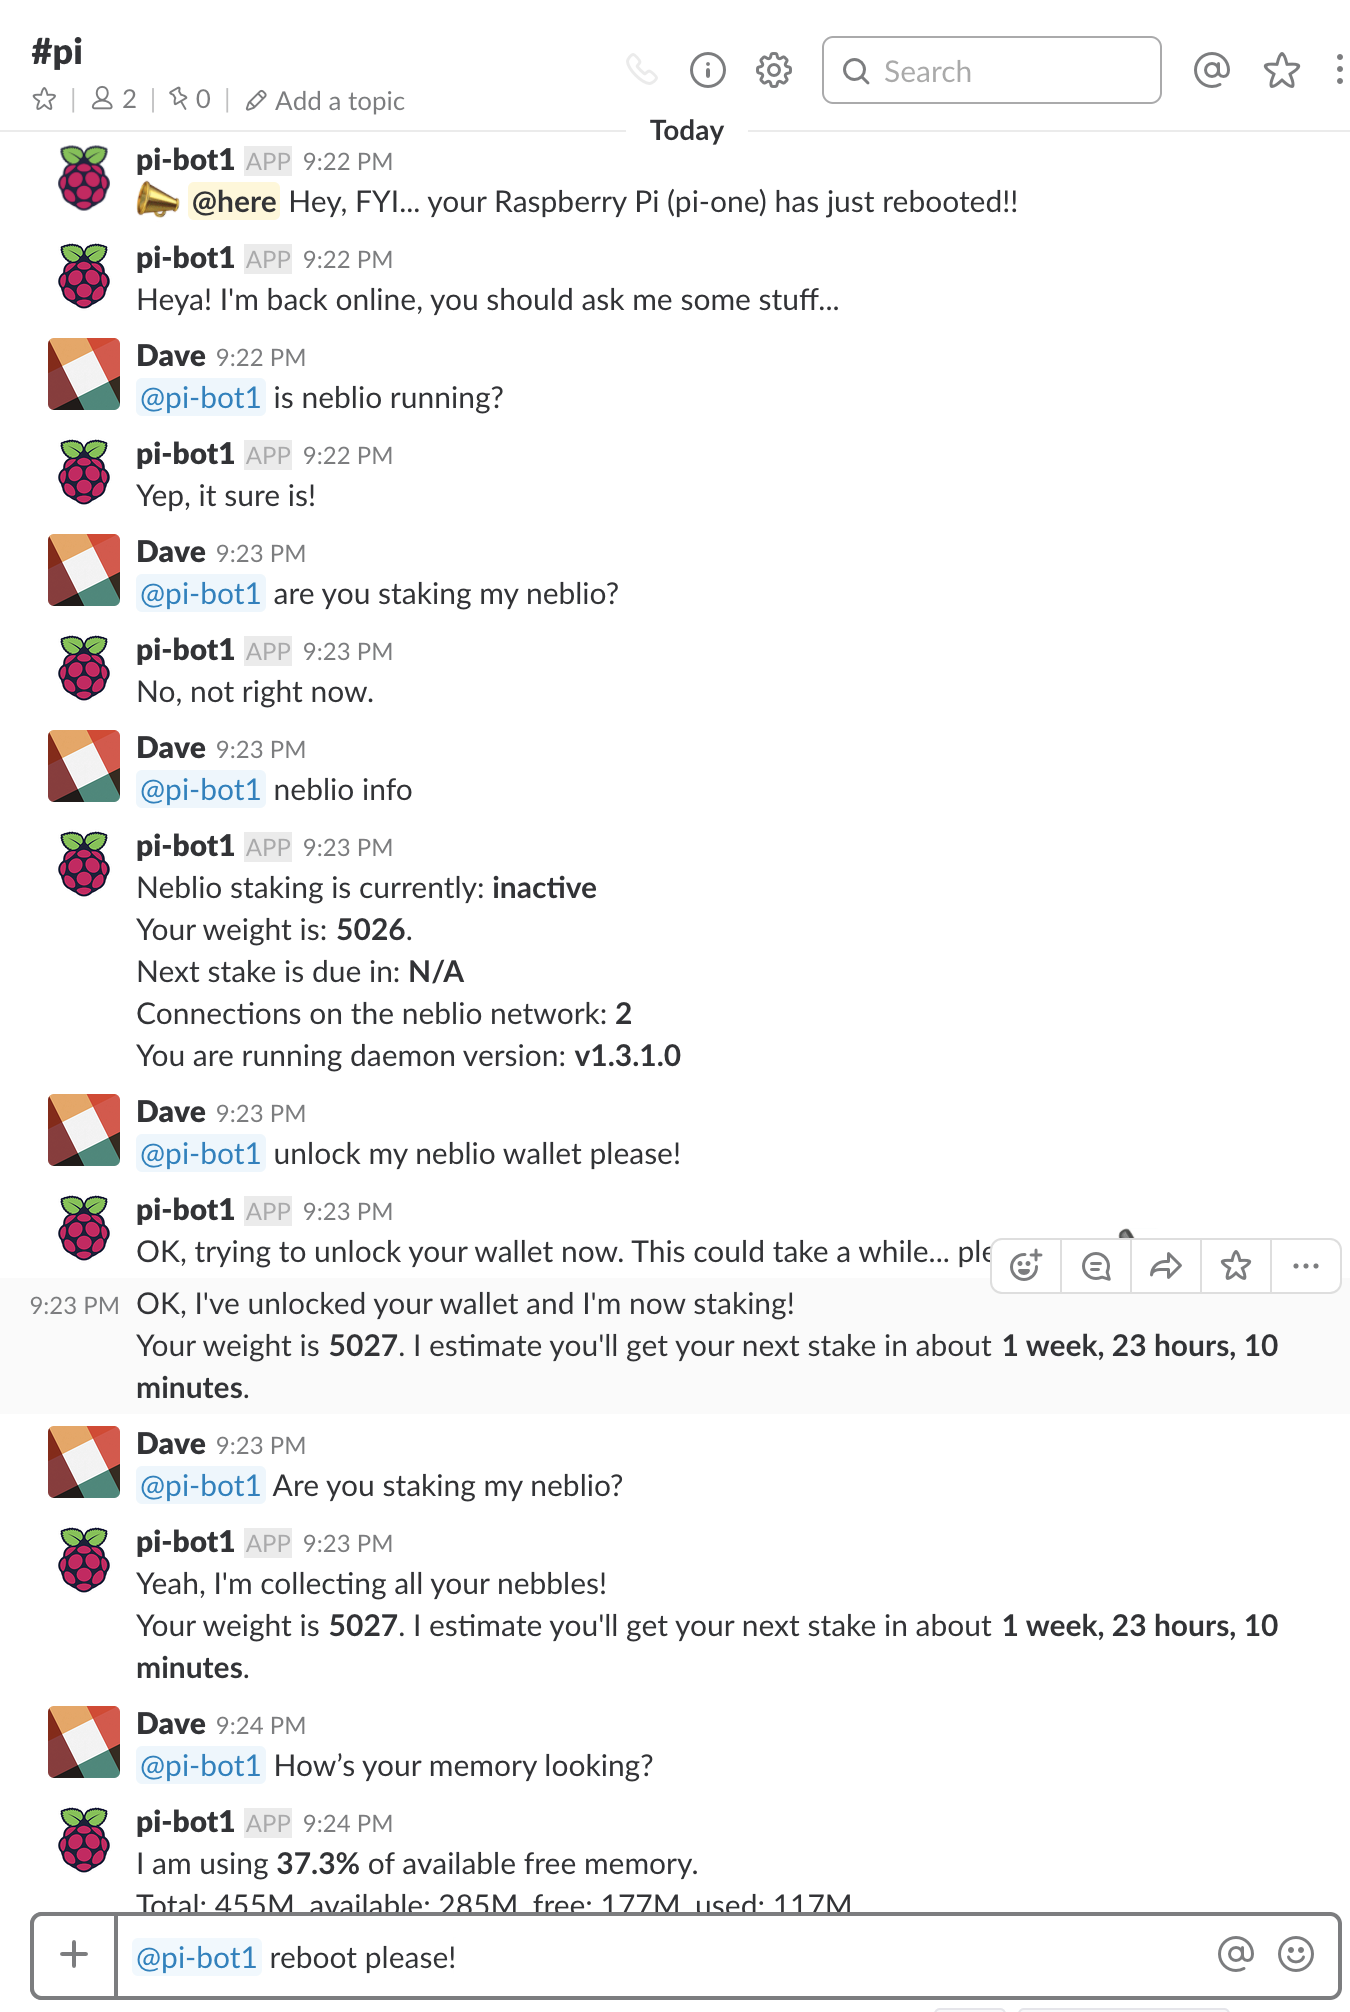 #pi
2
0
Add a topic
Search
Today
pi-bot1 APP 9:22 PM
@here Hey, FYI... your Raspberry Pi (pi-one) has just rebooted!!
pi-bot1 APP 9:22 PM
Heya! I'm back online, you should ask me some stuff...
Dave 9:22 PM
@pi-bot1 is neblio running?
pi-bot1 APP 9:22 PM
Yep, it sure is!
Dave 9:23 PM
@pi-bot1 are you staking my neblio?
pi-bot1 APP 9:23 PM
No, not right now.
Dave 9:23 PM
@pi-bot1 neblio info
pi-bot1 APP 9:23 PM
Neblio staking is currently: inactive
Your weight is: 5026.
Next stake is due in: N/A
Connections on the neblio network: 2
You are running daemon version: v1.3.1.0
Dave 9:23 PM
@pi-bot1 unlock my neblio wallet please!
pi-bot1 APP 9:23 PM
OK, trying to unlock your wallet now. This could take a while... ple
9:23 PM OK, I've unlocked your wallet and I'm now staking!
Your weight is 5027. I estimate you'll get your next stake in about 1 week, 23 hours, 10
minutes.
Dave 9:23 PM
@pi-bot1 Are you staking my neblio?
pi-bot1 APP 9:23 PM
Yeah, I'm collecting all your nebbles!
Your weight is 5027. I estimate you'll get your next stake in about 1 week, 23 hours, 10
minutes.
Dave 9:24 PM
@pi-bot1 How’s your memory looking?
pi-bot1 APP 9:24 PM
I am using 37.3% of available free memory.
Total: 455M, available: 285M, free: 177M, used: 117M
@pi-bot1 reboot please!